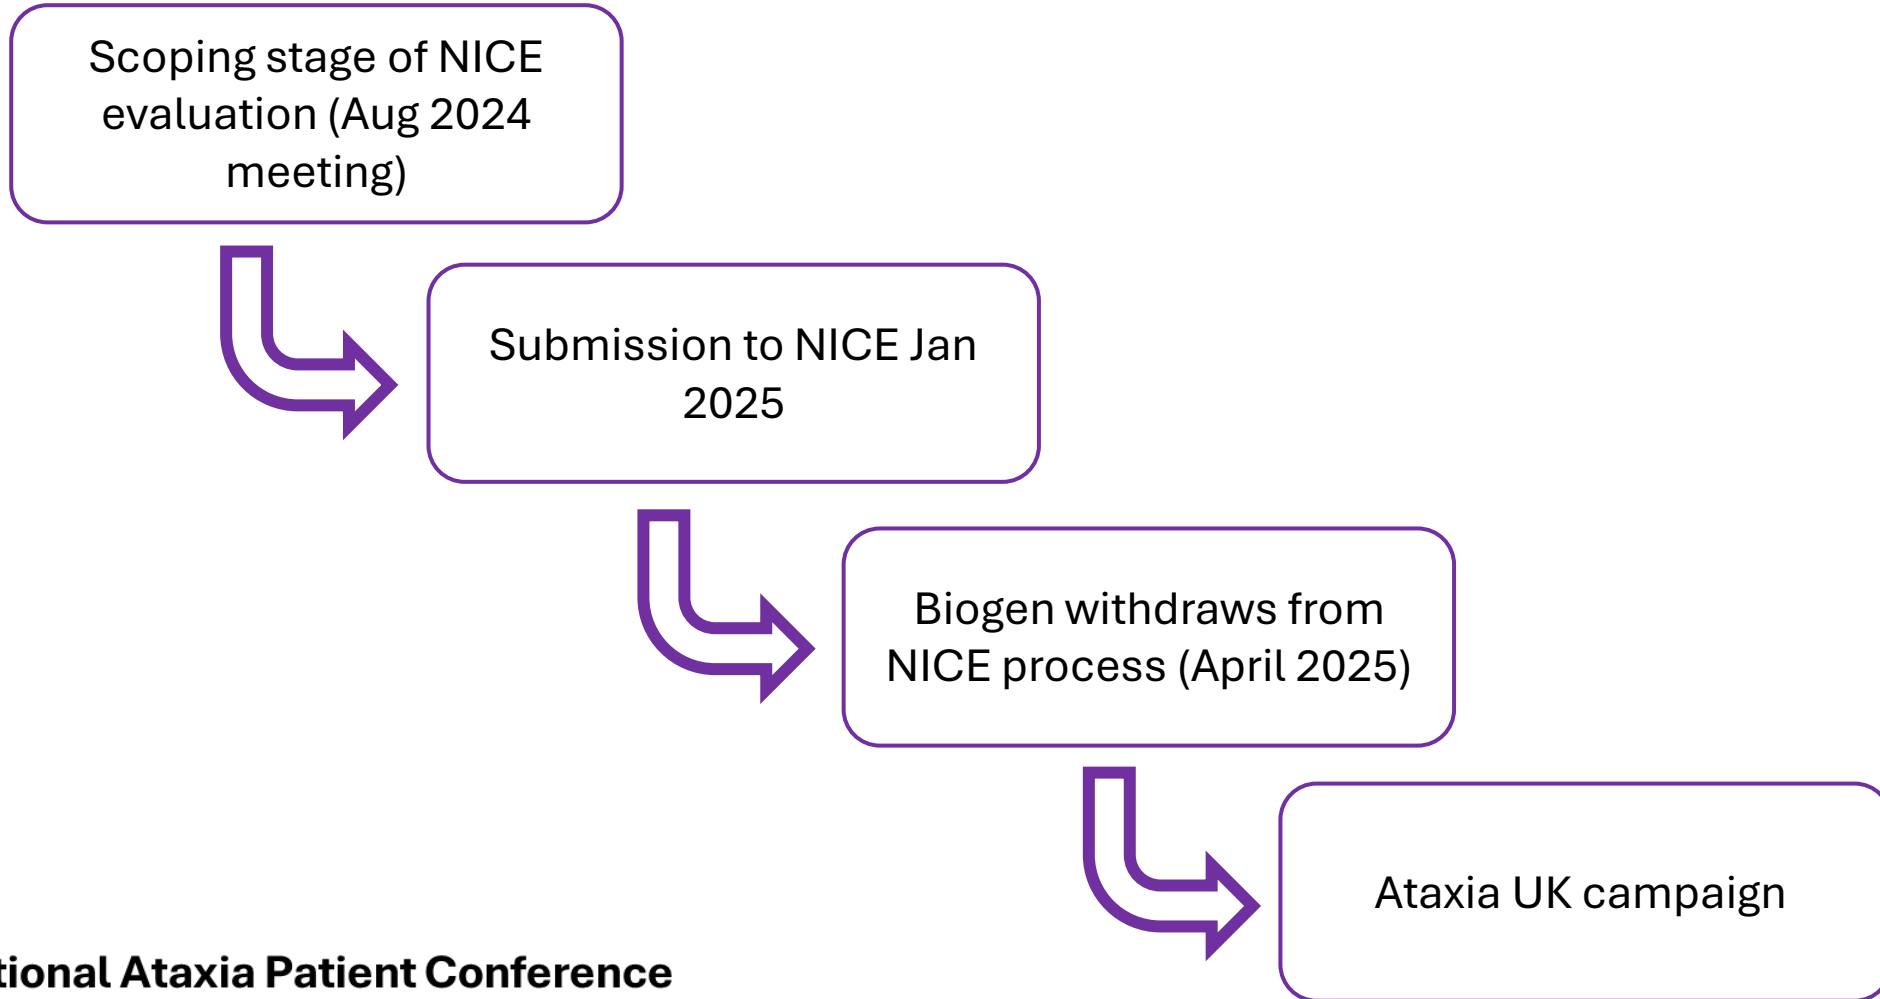 Scoping stage of NICE
evaluation (Aug 2024
meeting)
Submission to NICE Jan
2025
Biogen withdraws from
NICE process (April 2025)
Ataxia UK campaign
tional Ataxia Patient Conference